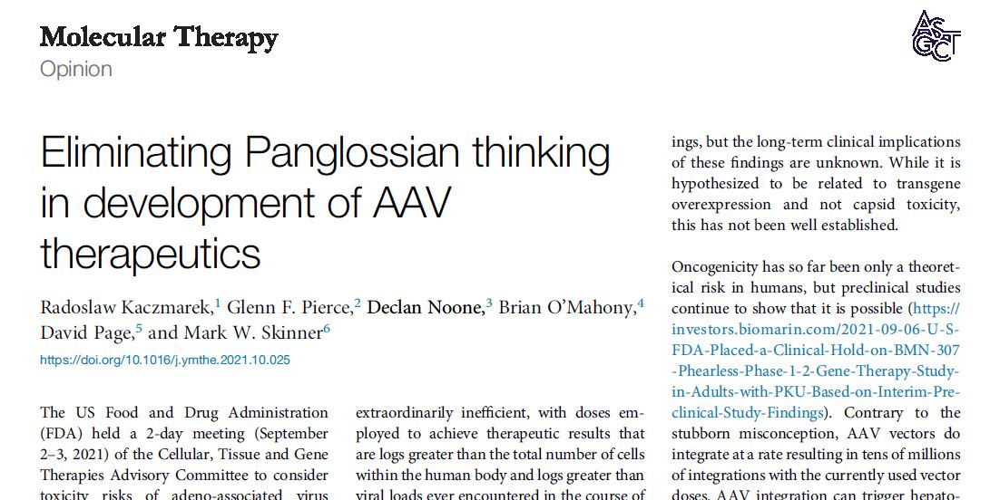 Molecular Therapy
Opinion
ASGCT
Eliminating Panglossian thinking
in development of AAV
therapeutics
Radoslaw Kaczmarek,1 Glenn F. Pierce,2 Declan Noone,3 Brian O’Mahony,4
David Page,5 and Mark W. Skinner6
https://doi.org/10.1016/j.ymthe.2021.10.025
The US Food and Drug Administration
(FDA) held a 2-day meeting (September
2–3, 2021) of the Cellular, Tissue and Gene
Therapies Advisory Committee to consider
toxicity risks of adeno-associated virus
extraordinarily inefficient, with doses em-
ployed to achieve therapeutic results that
are logs greater than the total number of cells
within the human body and logs greater than
viral loads ever encountered in the course of
ings, but the long-term clinical implications
of these findings are unknown. While it is
hypothesized to be related to transgene
overexpression and not capsid toxicity,
this has not been well established.
Oncogenicity has so far been only a theoret-
ical risk in humans, but preclinical studies
continue to show that it is possible (https://
investors.biomarin.com/2021-09-06-U-S-
FDA-Placed-a-Clinical-Hold-on-BMN-307
-Phearless-Phase-1-2-Gene-Therapy-Study-
in-Adults-with-PKU-Based-on-Interim-Pre-
clinical-Study-Findings). Contrary to the
stubborn misconception, AAV vectors do
integrate at a rate resulting in tens of millions
of integrations with the currently used vector
doses. AAV integration can trigger hepato-